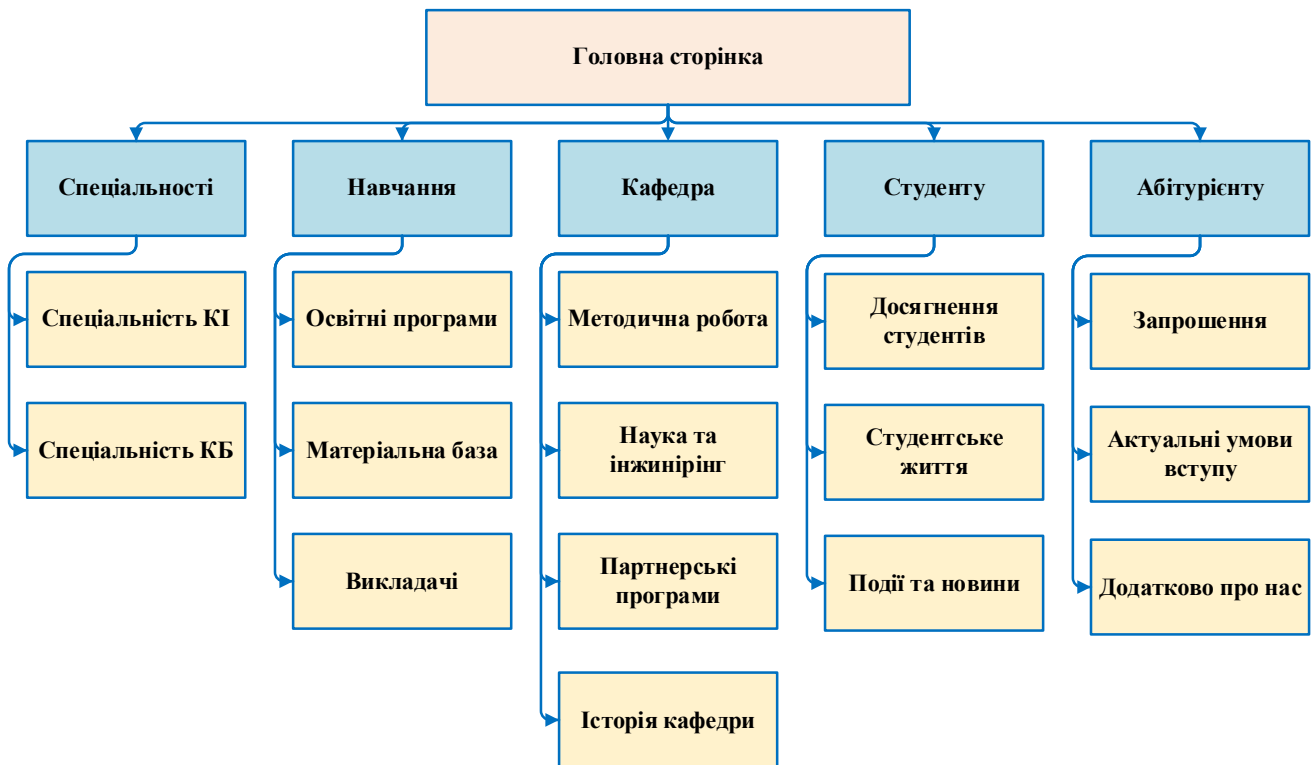 Головна сторінка
Спеціальності
Навчання
Кафедра
Студенту
Абітурієнту
Спеціальність КІ
Освітні програми
Методична робота
Досягнення
студентів
Запрошення
Спеціальність КБ
Матеріальна база
Наука та
інжинірінг
Студентське
життя
Актуальні умови
вступу
Викладачі
Партнерські
програми
Події та новини
Додатково про нас
Історія кафедри